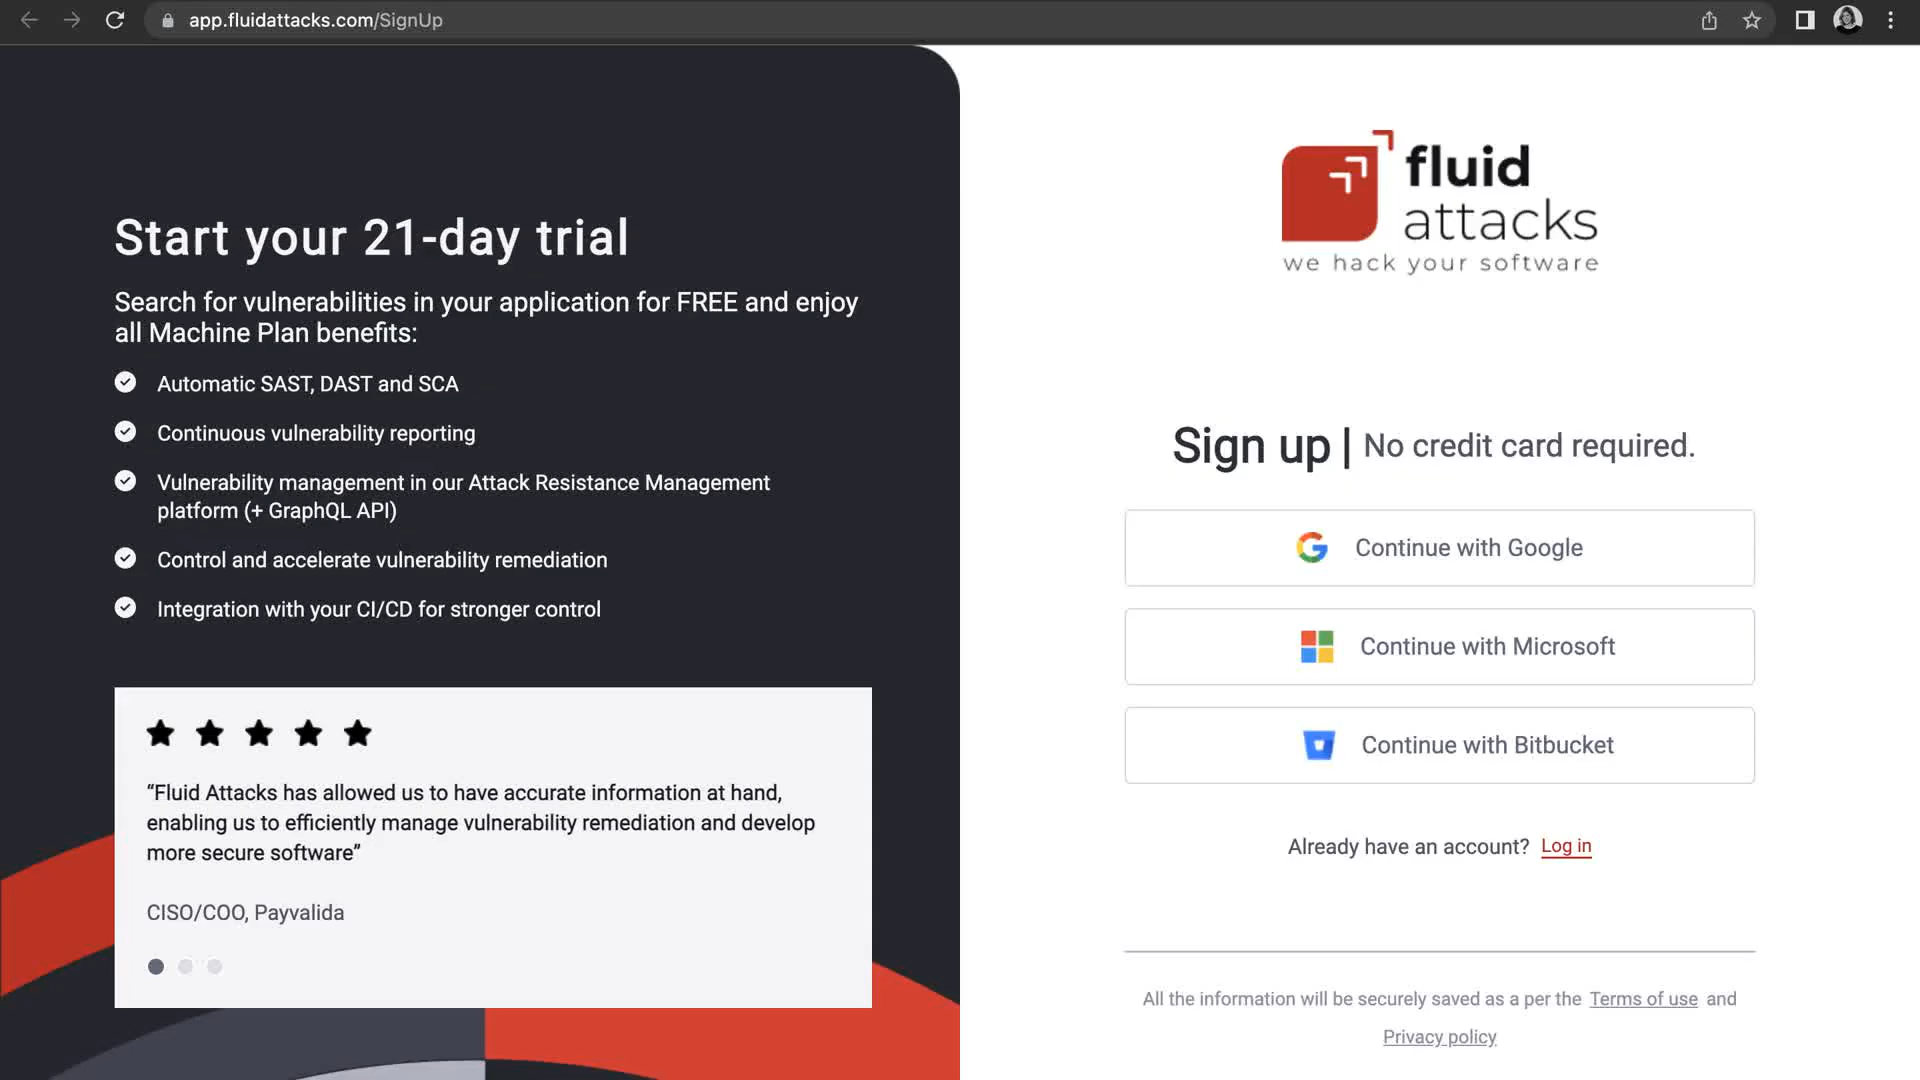 app.fluidattacks.com/SignUp
Start your 21-day trial
Search for vulnerabilities in your application for FREE and enjoy
all Machine Plan benefits:
Automatic SAST, DAST and SCA
Continuous vulnerability reporting
Vulnerability management in our Attack Resistance Management
platform (+ GraphQL API)
Control and accelerate vulnerability remediation
Integration with your CI/CD for stronger control
“Fluid Attacks has allowed us to have accurate information at hand,
enabling us to efficiently manage vulnerability remediation and develop
more secure software”
CISO/COO, Payvalida
fluid
attacks
we hack your software
Sign up | No credit card required.
Continue with Google
Continue with Microsoft
Continue with Bitbucket
Already have an account? Log in
All the information will be securely saved as a per the Terms of use and
Privacy policy